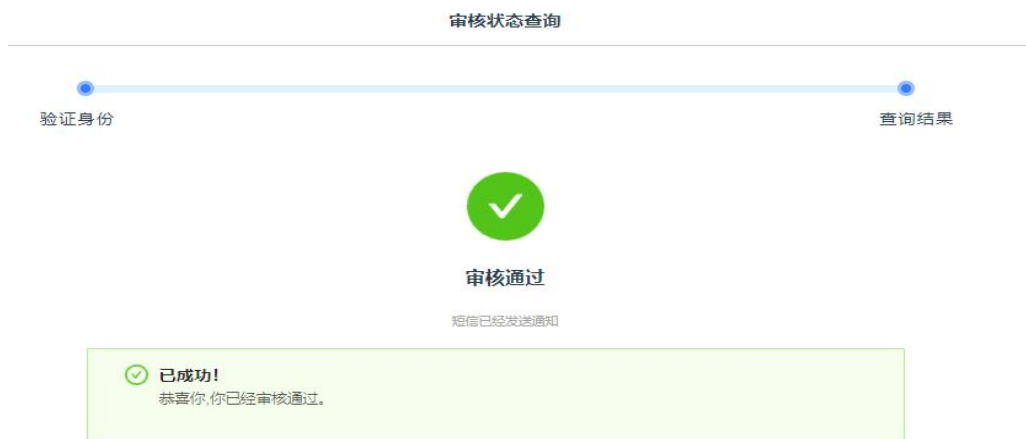 审核状态查询
验证身份
查询结果
审核通过
短信已经发送通知
已成功!
恭喜你,你已经审核通过。